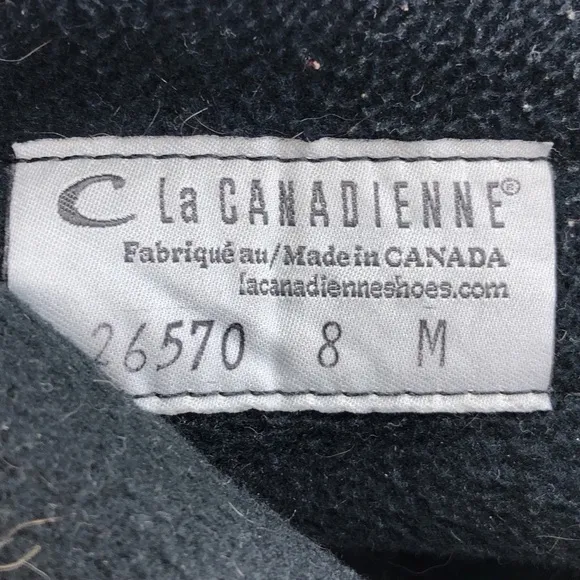 La CANADIENNE®
Fabriqué au/Made in CANADA
lacanadienneshoes.com
26570 8 M